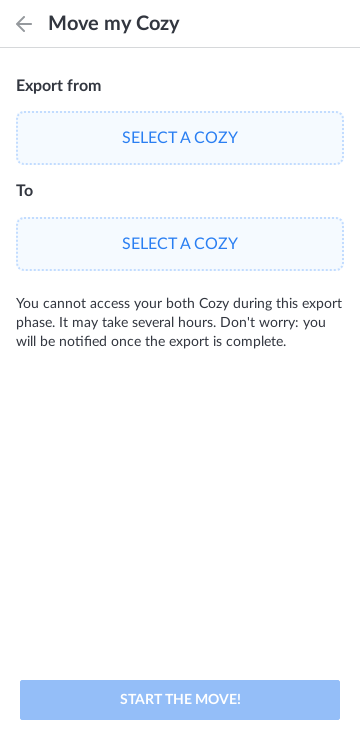 Move my Cozy
Export from
SELECT A COZY
To
SELECT A COZY
You cannot access your both Cozy during this export
phase. It may take several hours. Don't worry: you
will be notified once the export is complete.
START THE MOVE!